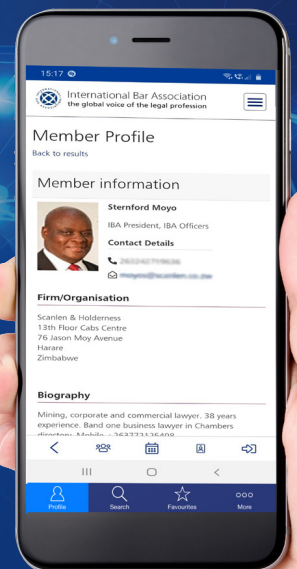 15:17
International Bar Association
the global voice of the legal profession
Member Profile
Back to results
Member information
Sternford Moyo
IBA President, IBA Officers
Contact Details
Firm/Organisation
Scanlen & Holderness
13th Floor Cabs Centre
76 Jason Moy Avenue
Harare
Zimbabwe
Biography
Mining, corporate and commercial lawyer. 38 years
experience. Band one business lawyer in Chambers
Profile
Search
Favourites
More